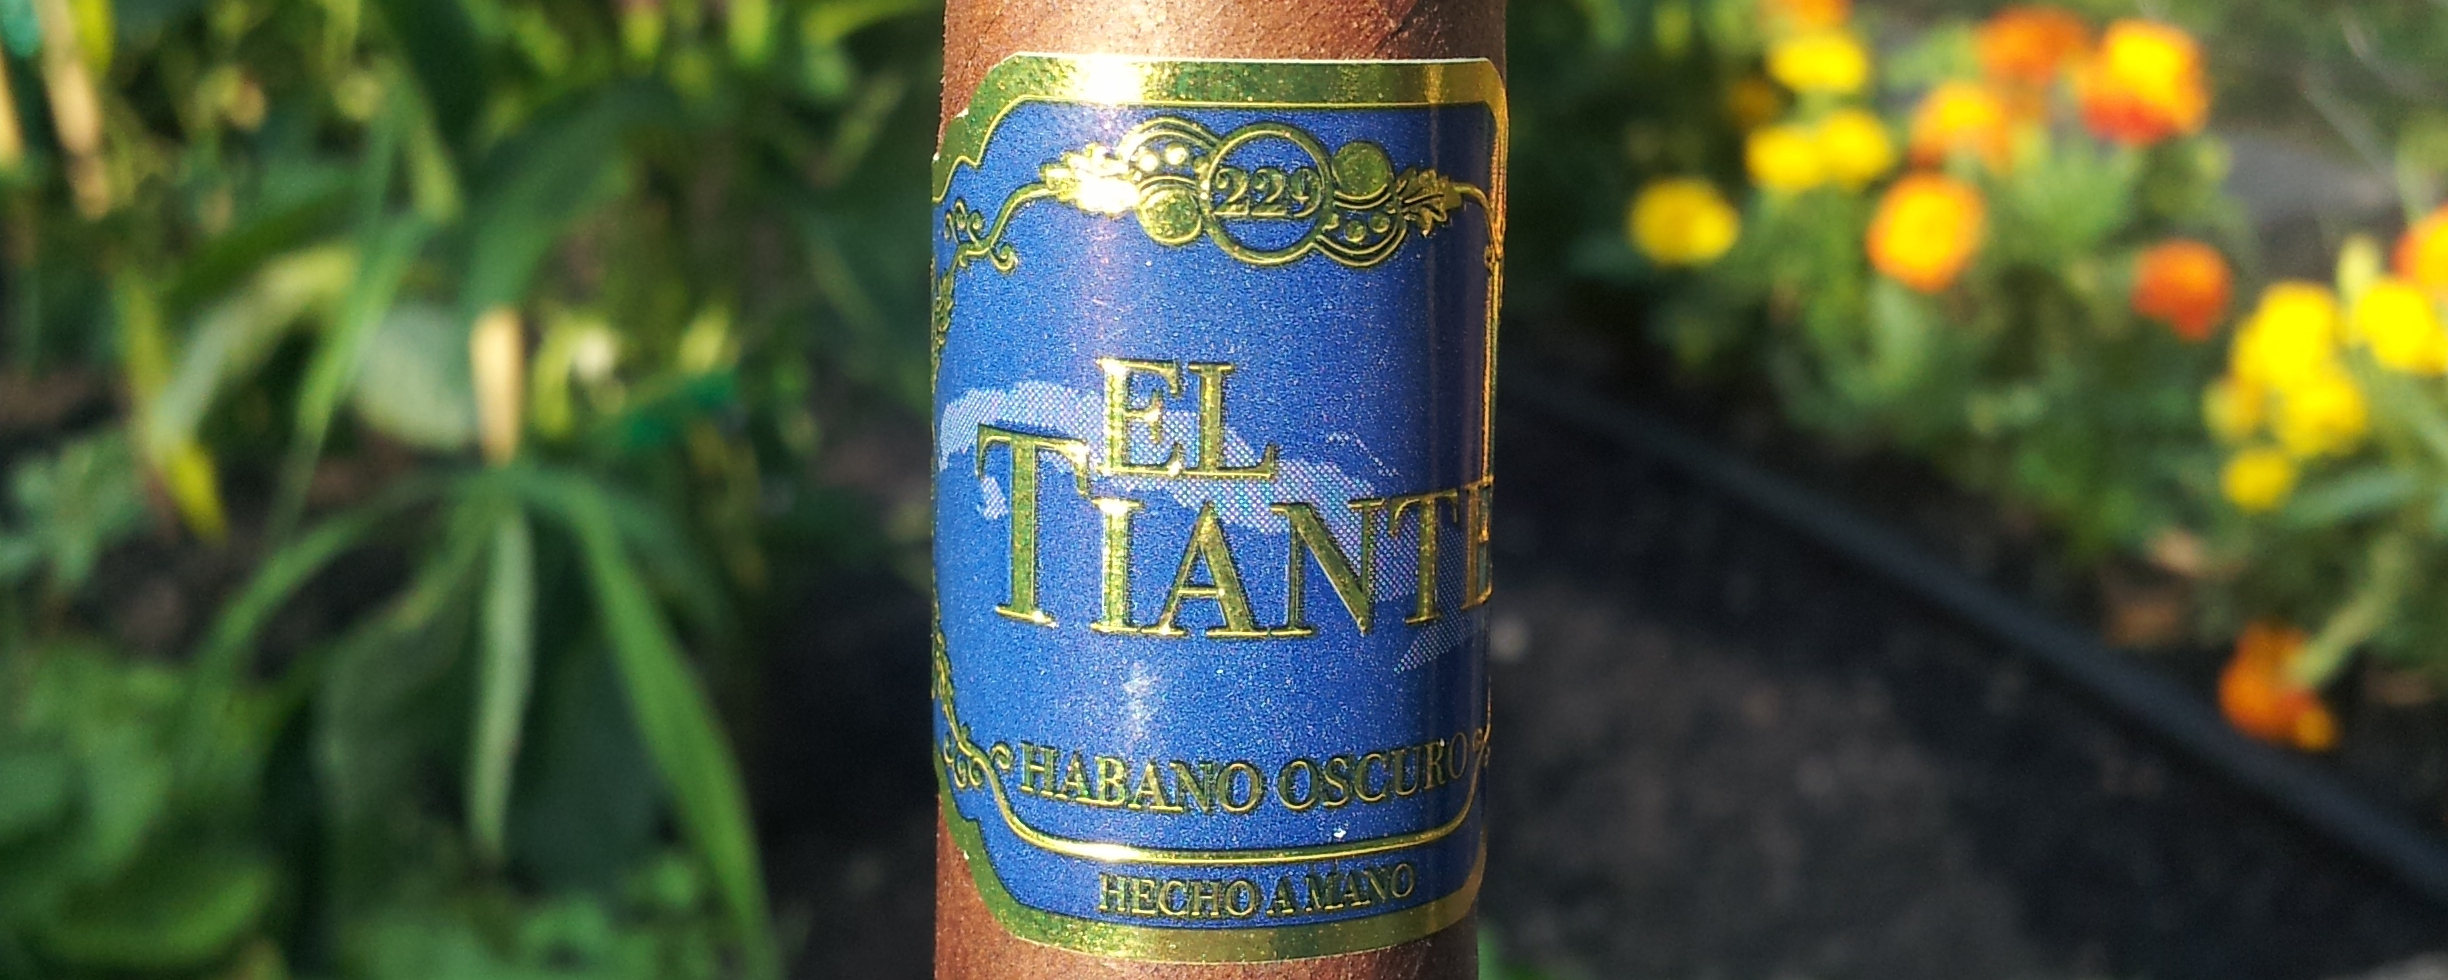 229
EL
TIANTE
HABANO OSCURO
HECHO A MANO